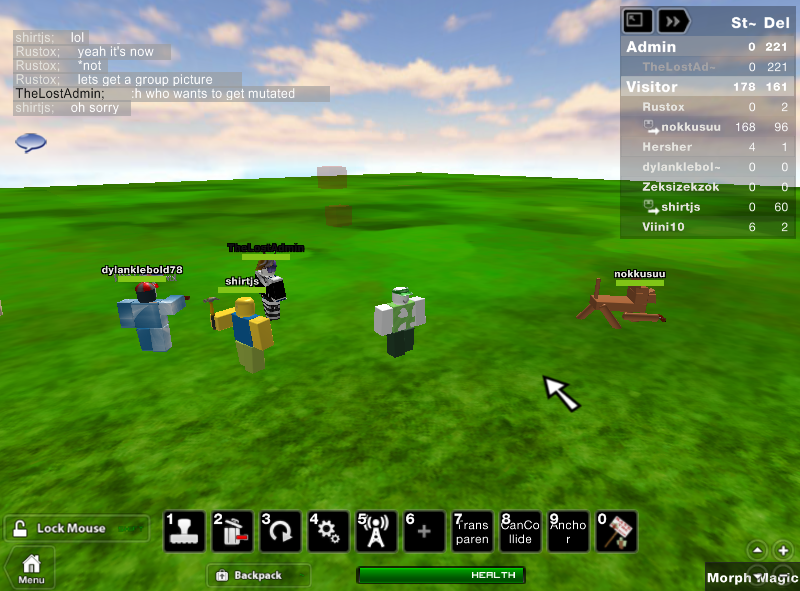 shirtjs; lol
Rustox; yeah it's now
Rustox; *not
Rustox; lets get a group picture
TheLostAdmin; :h who wants to get mutated
shirtjs; oh sorry
St~ Del
Admin 0 221
TheLostAd~ 0 221
Visitor 178 161
Rustox 0 2
nokkusuu 168 96
Hersher 4 1
dylanklebol~ 0 0
Zeksizekzok 0 0
shirtjs 0 60
Viini10 6 2
TheLostAdmin
dylanklebold78
shirtjs
nokkusuu
Lock Mouse
1
2
3
4
5
6 +
7 Trans
paren
8 CanCo
llide
9 Ancho
r
0
Menu
Backpack
HEALTH
Morph Magic